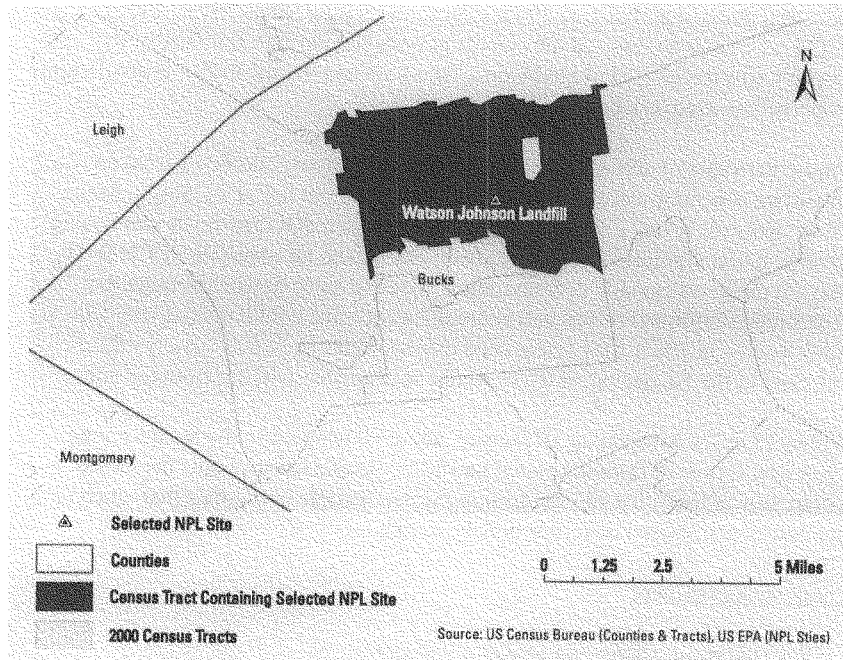 N
Leigh
Watson Johnson Landfill
Bucks
Montgomery
Selected NPL Site
Counties
Census Tract Containing Selected NPL Site
2000 Census Tracts
0 1.25 2.5 5 Miles
Source: US Census Bureau (Counties & Tracts), US EPA (NPL Sties)